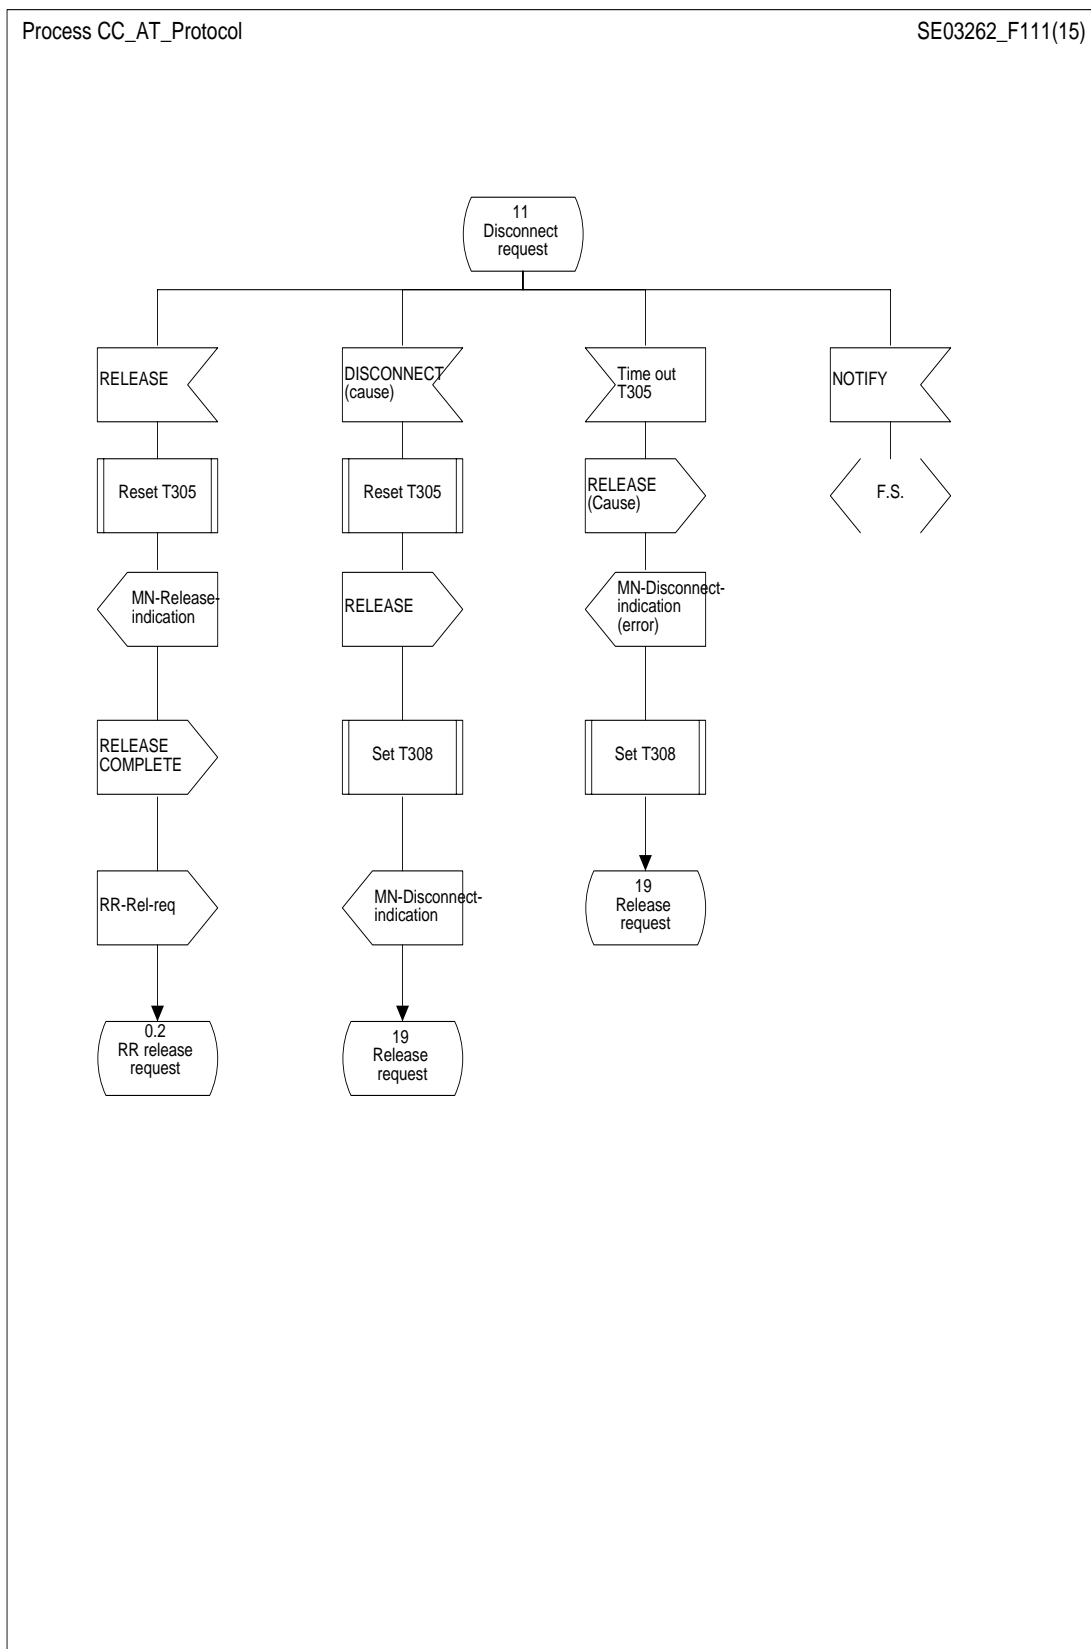 Process CC_AT_Protocol
SE03262_F111(15)
11
Disconnect
request
RELEASE
DISCONNECT
(cause)
Time out
T305
NOTIFY
Reset T305
Reset T305
RELEASE
(Cause)
F.S.
MN-Release-
indication
RELEASE
MN-Disconnect-
indication
(error)
RELEASE
COMPLETE
Set T308
Set T308
RR-Rel-req
MN-Disconnect-
indication
19
Release
request
0.2
RR release
request
19
Release
request